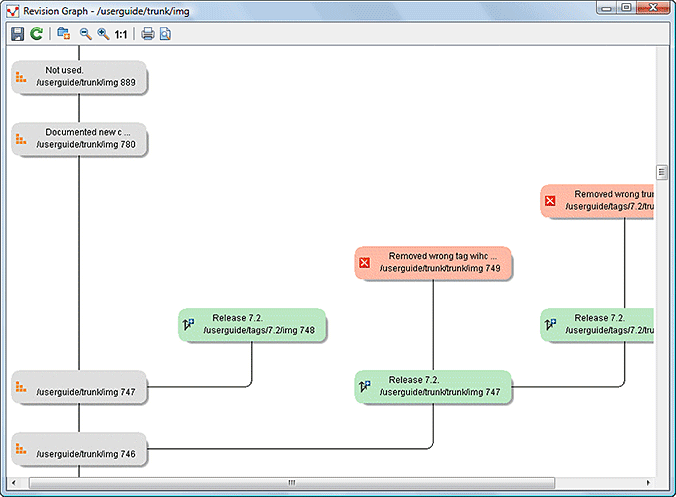 Revision Graph - /userguide/trunk/img
1:1
Not used.
/userguide/trunk/img 889
Documented new c ...
/userguide/trunk/img 780
Removed wrong trun
/userguide/tags/7.2/tru
Removed wrong tag wihc ...
/userguide/trunk/trunk/img 749
Release 7.2.
/userguide/tags/7.2/img 748
Release 7.2.
/userguide/tags/7.2/tru
/userguide/trunk/img 747
Release 7.2.
/userguide/trunk/trunk/img 747
/userguide/trunk/img 746